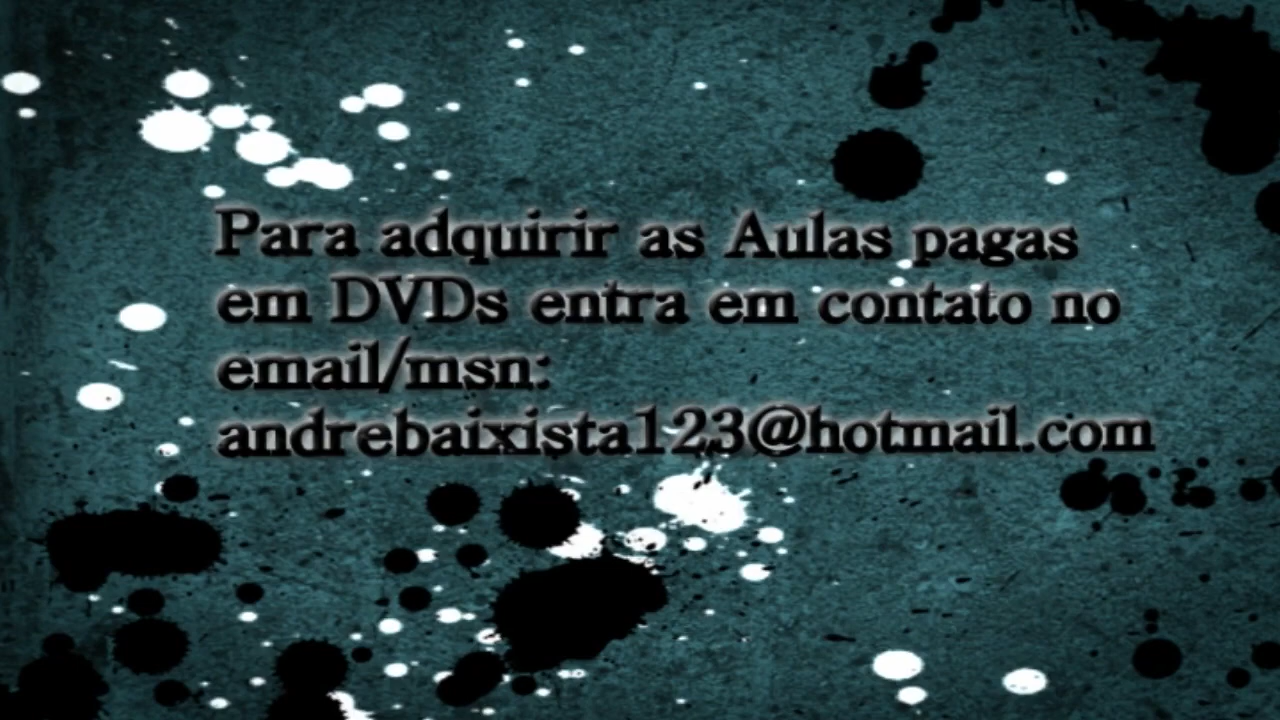 Para adquirir as Aulas pagas
em DVDs entra em contato no
email/msn:
andrebaixista123@hotmail.com